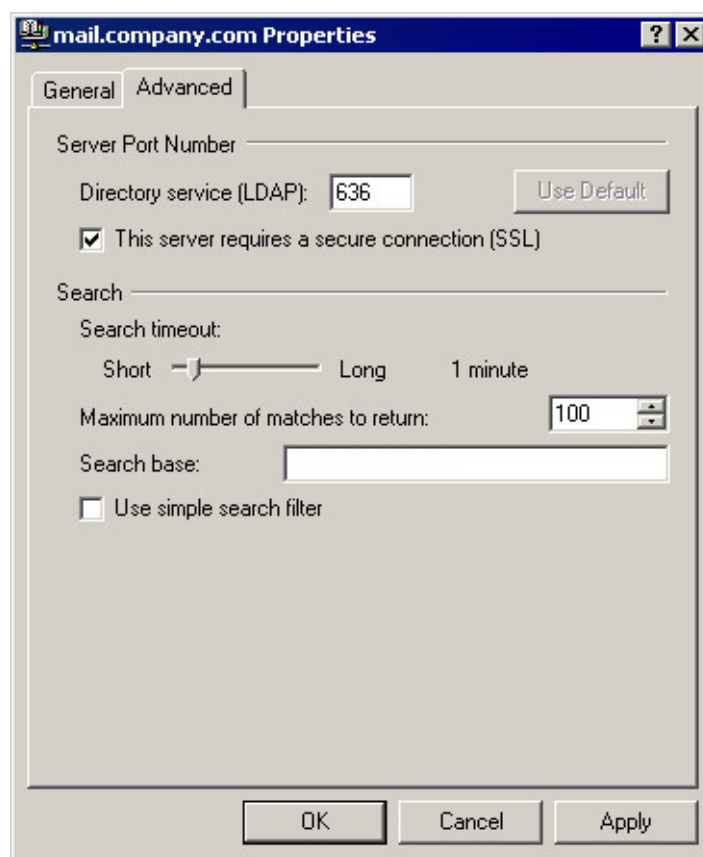 mail.company.com Properties
General Advanced
Server Port Number
Directory service (LDAP): 636 Use Default
This server requires a secure connection (SSL)
Search
Search timeout:
Short Long 1 minute
Maximum number of matches to return: 100
Search base:
Use simple search filter
OK Cancel Apply